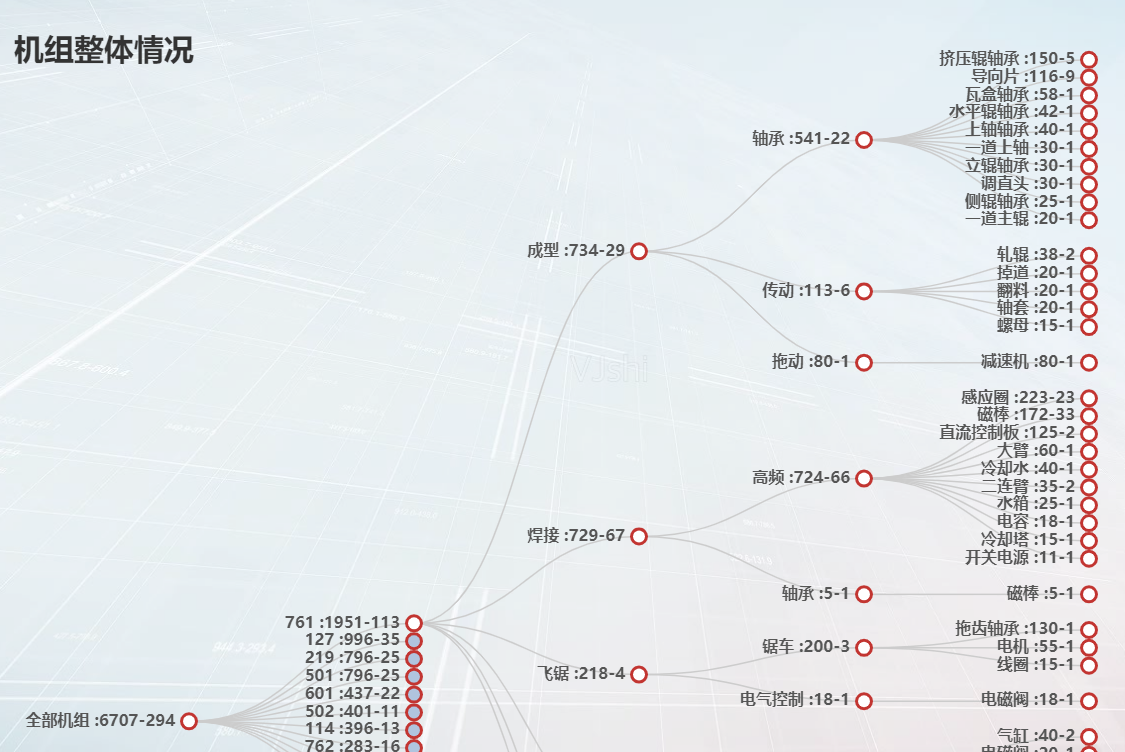 机组整体情况
挤压辊轴承 :150-5
导向片 :116-9
瓦盒轴承 :58-1
水平辊轴承 :42-1
上轴轴承 :40-1
一道上轴 :30-1
立辊轴承 :30-1
调直头 :30-1
侧辊轴承 :25-1
一道主辊 :20-1
轴承 :541-22
成型 :734-29
轧辊 :38-2
掉道 :20-1
翻料 :20-1
轴套 :20-1
螺母 :15-1
传动 :113-6
拖动 :80-1
减速机 :80-1
感应圈 :223-23
磁棒 :172-33
直流控制板 :125-2
大臂 :60-1
冷却水 :40-1
二连臂 :35-2
水箱 :25-1
电容 :18-1
冷却塔 :15-1
开关电源 :11-1
高频 :724-66
焊接 :729-67
轴承 :5-1
磁棒 :5-1
761 :1951-113
127 :996-35
219 :796-25
501 :796-25
601 :437-22
502 :401-11
114 :396-13
762 :283-16
全部机组 :6707-294
飞锯 :218-4
锯车 :200-3
拖齿轴承 :130-1
电机 :55-1
线圈 :15-1
电气控制 :18-1
电磁阀 :18-1
气缸 :40-2
VJshi